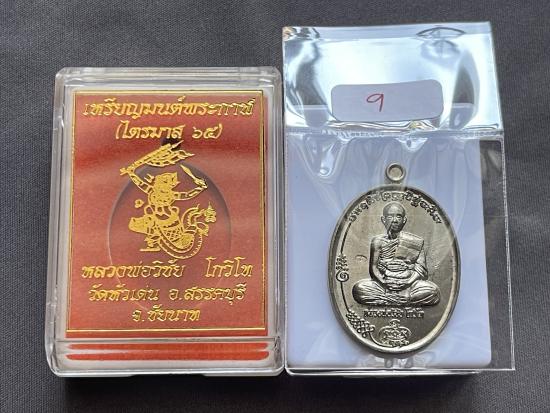 เหรียญมนต์พระกาฬ
(ไตรมาส ๖๕)
หลวงพ่อวิชัย โกวิโท
วัดหัวเด่น อ.สรรคบุรี
จ.ชัยนาท
9